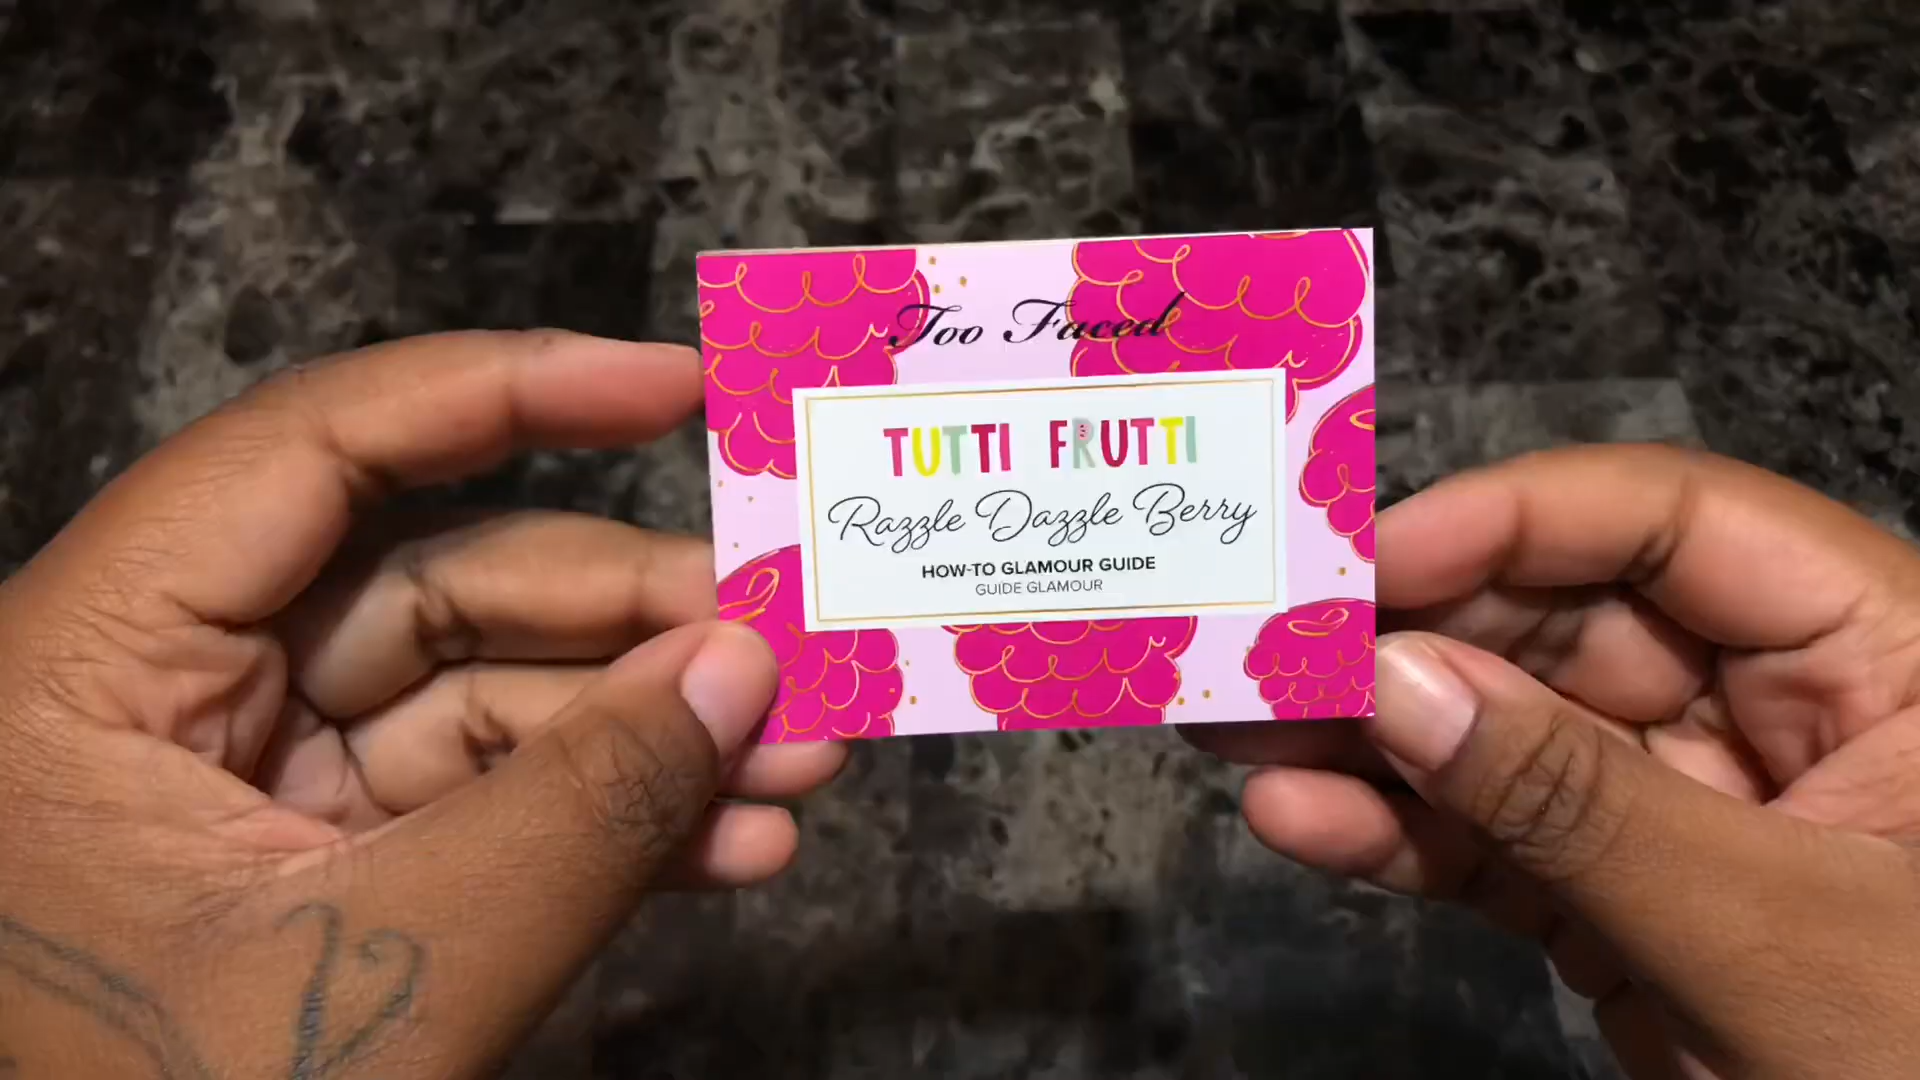 Too Faced
TUTTI FRUTTI
Razzle Dazzle Berry
HOW-TO GLAMOUR GUIDE
GUIDE GLAMOUR